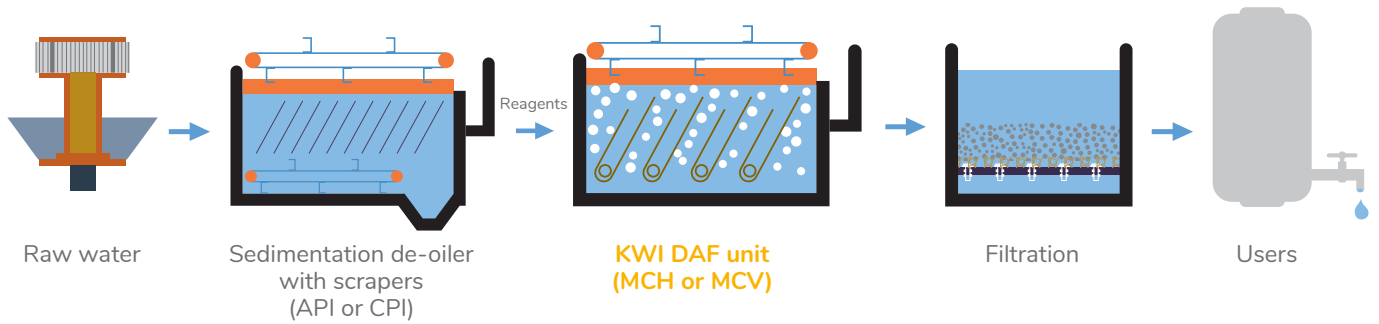 Reagents
Raw water
Sedimentation de-oiler
with scrapers
(API or CPI)
KWI DAF unit
(MCH or MCV)
Filtration
Users